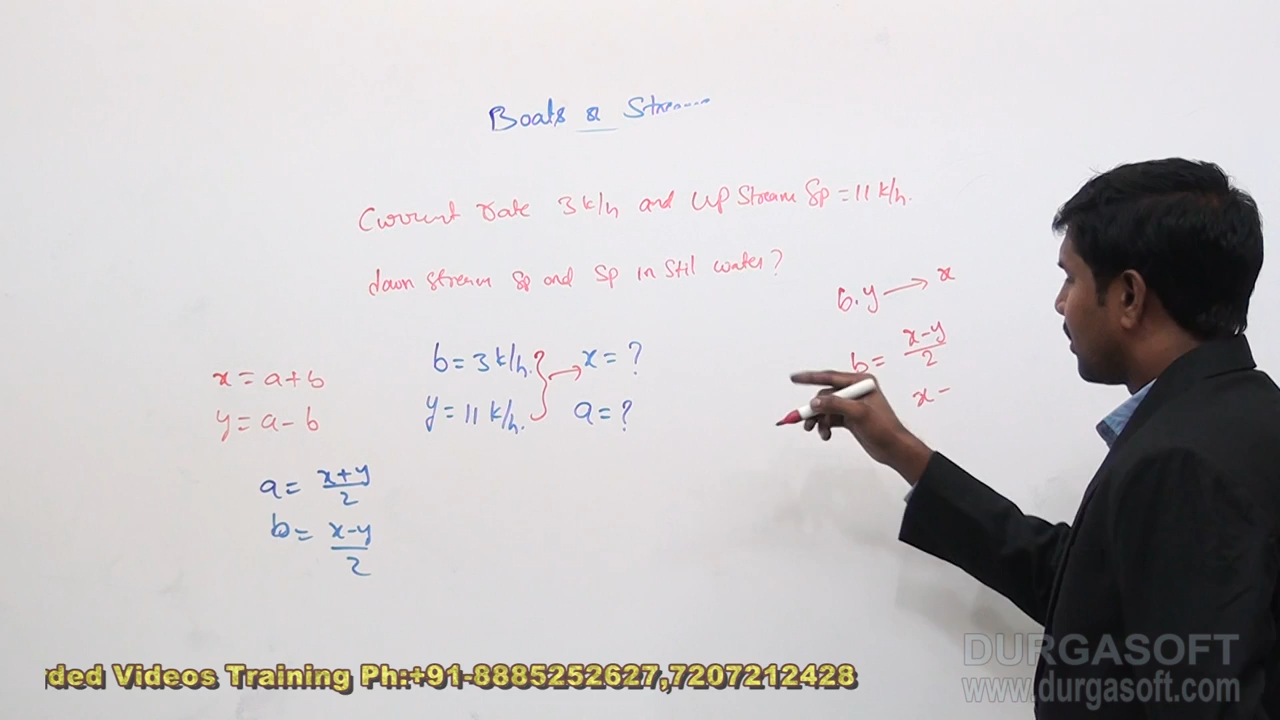 Boats & Stream
Current rate 3 k/h and Up Stream Sp = 11 k/h.
down stream Sp and Sp in Stil water?
x = a+b
y = a-b
a = x+y/2
b = x-y/2
b = 3 k/h.
y = 11 k/h.
x = ?
a = ?
b.y → x
b = x-y/2
x =
ded Videos Training Ph:+91-8885252627,7207212428
DURGASOFT
www.durgasoft.com